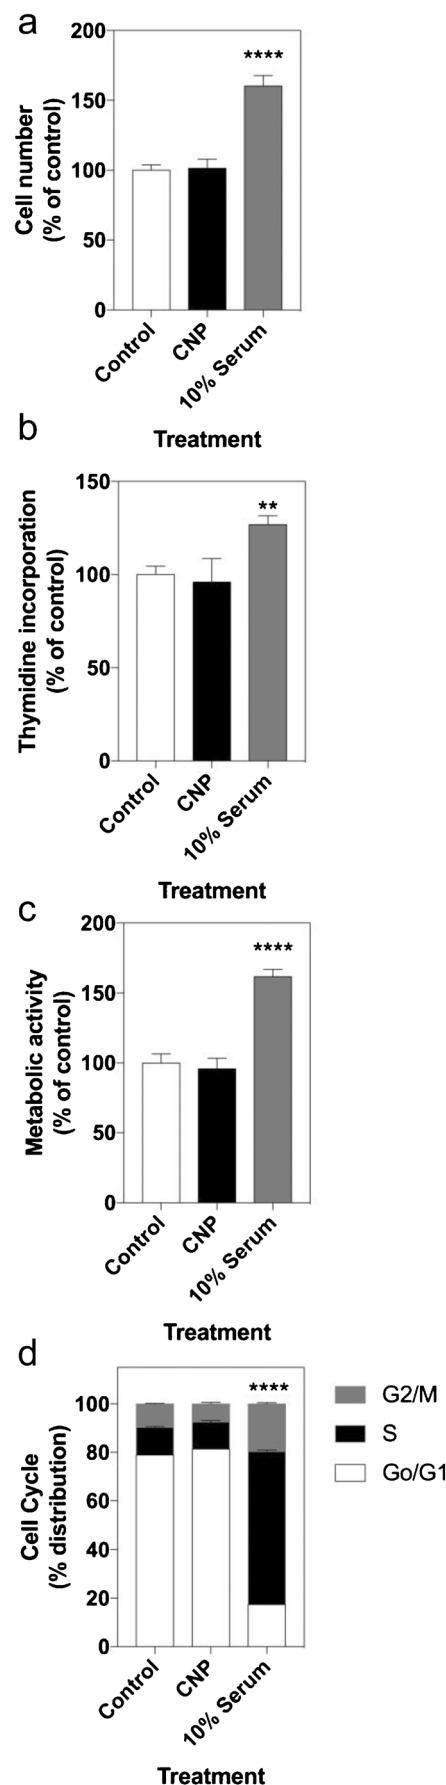 a
Cell number
(% of control)
200
150
100
50
0
****
Control
CNP
10% Serum
Treatment
b
Thymidine incorporation
(% of control)
150
100
50
0
**
Control
CNP
10% Serum
Treatment
c
Metabolic activity
(% of control)
200
150
100
50
0
****
Control
CNP
10% Serum
Treatment
d
Cell Cycle
(% distribution)
100
80
60
40
20
0
****
G2/M
S
Go/G1
Control
CNP
10% Serum
Treatment